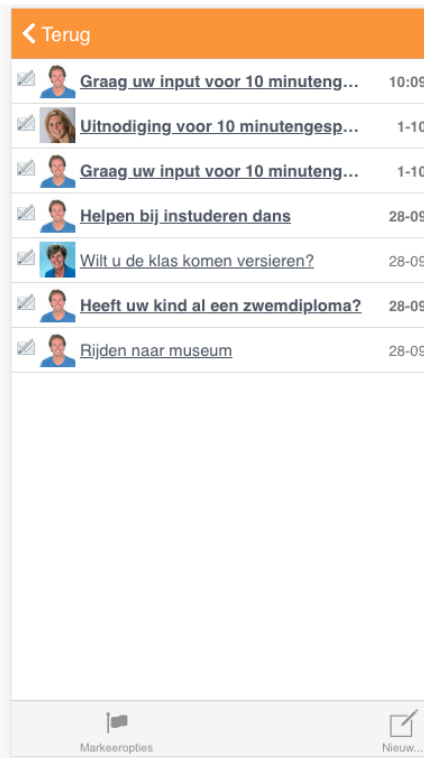 Terug
Graag uw input voor 10 minuteng... 10:09
Uitnodiging voor 10 minutengesp... 1-10
Graag uw input voor 10 minuteng... 1-10
Helpen bij instuderen dans 28-09
Wilt u de klas komen versieren? 28-09
Heeft uw kind al een zwemdiploma? 28-09
Rijden naar museum 28-09
Markeeropties Nieuw...